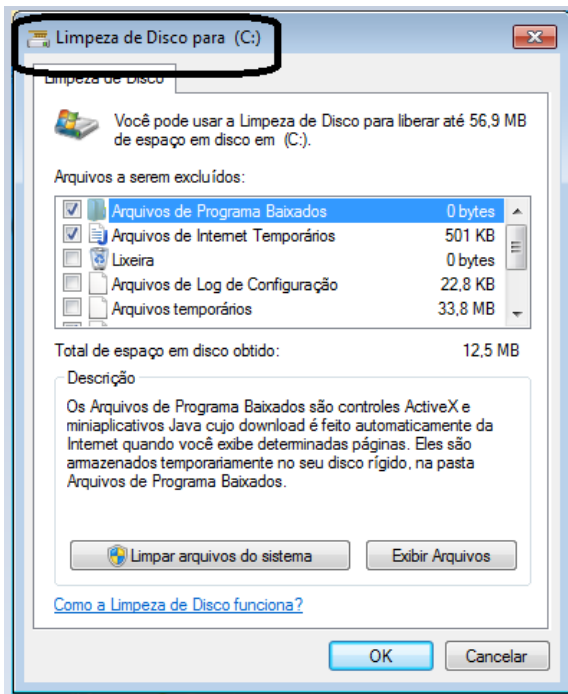 Limpeza de Disco para (C:)
Limpeza de Disco
Você pode usar a Limpeza de Disco para liberar até 56,9 MB
de espaço em disco em (C:).
Arquivos a serem excluídos:
Arquivos de Programa Baixados 0 bytes
Arquivos de Internet Temporários 501 KB
Lixeira 0 bytes
Arquivos de Log de Configuração 22,8 KB
Arquivos temporários 33,8 MB
Total de espaço em disco obtido: 12,5 MB
Descrição
Os Arquivos de Programa Baixados são controles ActiveX e
miniaplicativos Java cujo download é feito automaticamente da
Internet quando você exibe determinadas páginas. Eles são
armazenados temporariamente no seu disco rígido, na pasta
Arquivos de Programa Baixados.
Limpar arquivos do sistema Exibir Arquivos
Como a Limpeza de Disco funciona?
OK Cancelar